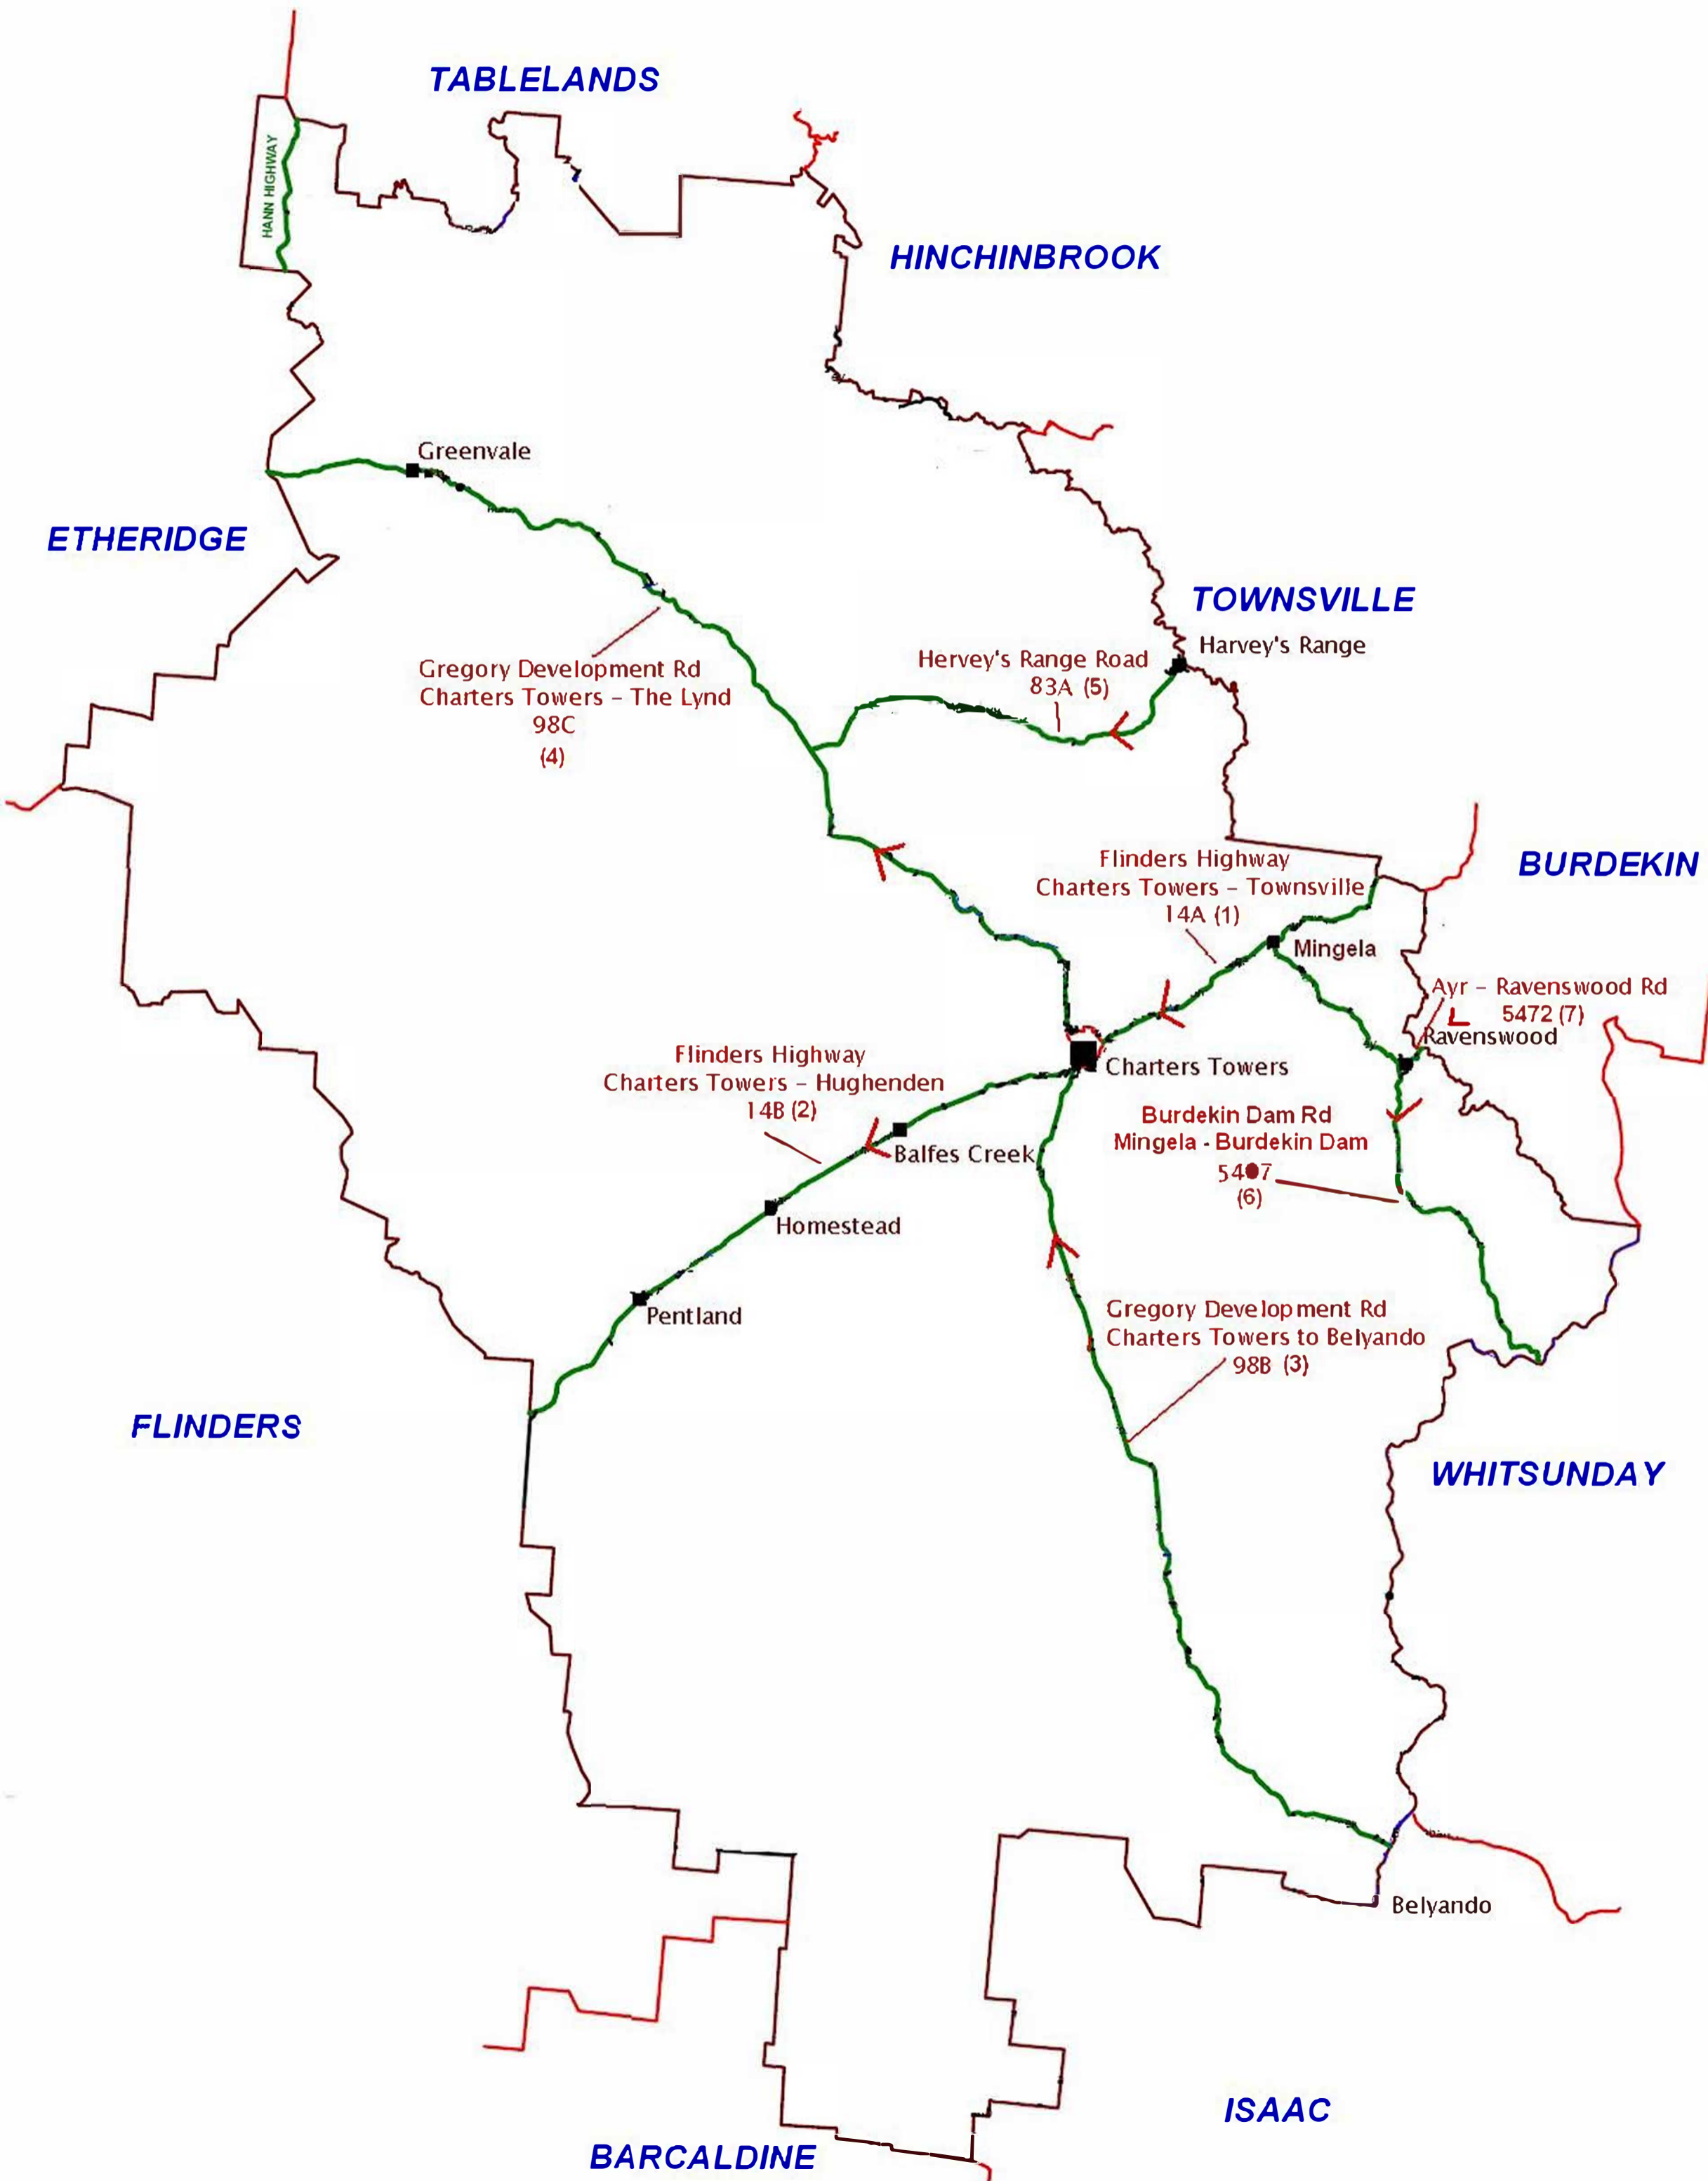 TABLELANDS
HANN HIGHWAY
HINCHINBROOK
Greenvale
ETHERIDGE
TOWNSVILLE
Harvey's Range
Hervey's Range Road
83A (5)
Gregory Development Rd
Charters Towers – The Lynd
98C
(4)
Flinders Highway
Charters Towers – Townsville
14A (1)
BURDEKIN
Mingela
Ayr – Ravenswood Rd
5472 (7)
Ravenswood
Flinders Highway
Charters Towers – Hughenden
14B (2)
Charters Towers
Burdekin Dam Rd
Mingela - Burdekin Dam
(6)
Balfes Creek
Homestead
Pentland
Gregory Development Rd
Charters Towers to Belyando
98B (3)
FLINDERS
WHITSUNDAY
Belyando
ISAAC
BARCALDINE